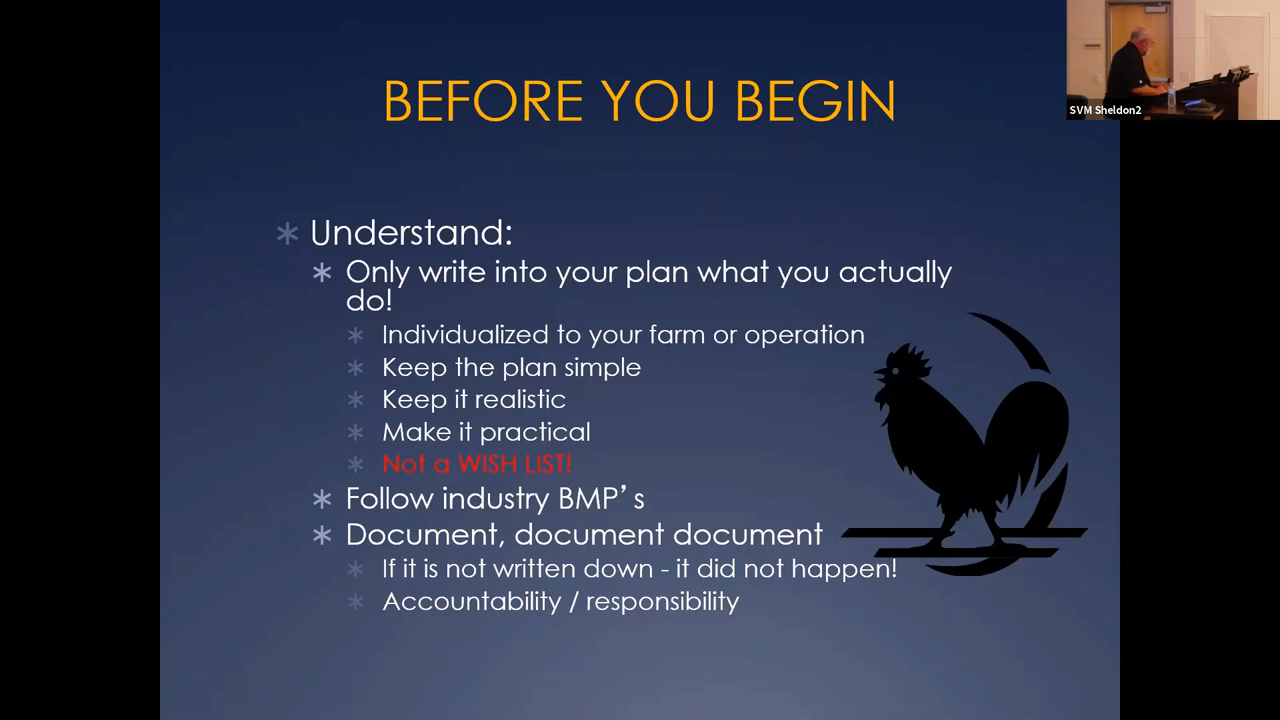 BEFORE YOU BEGIN
SVM Sheldon2
Understand:
Only write into your plan what you actually
do!
Individualized to your farm or operation
Keep the plan simple
Keep it realistic
Make it practical
Not a WISH LIST!
Follow industry BMP’s
Document, document document
If it is not written down - it did not happen!
Accountability / responsibility